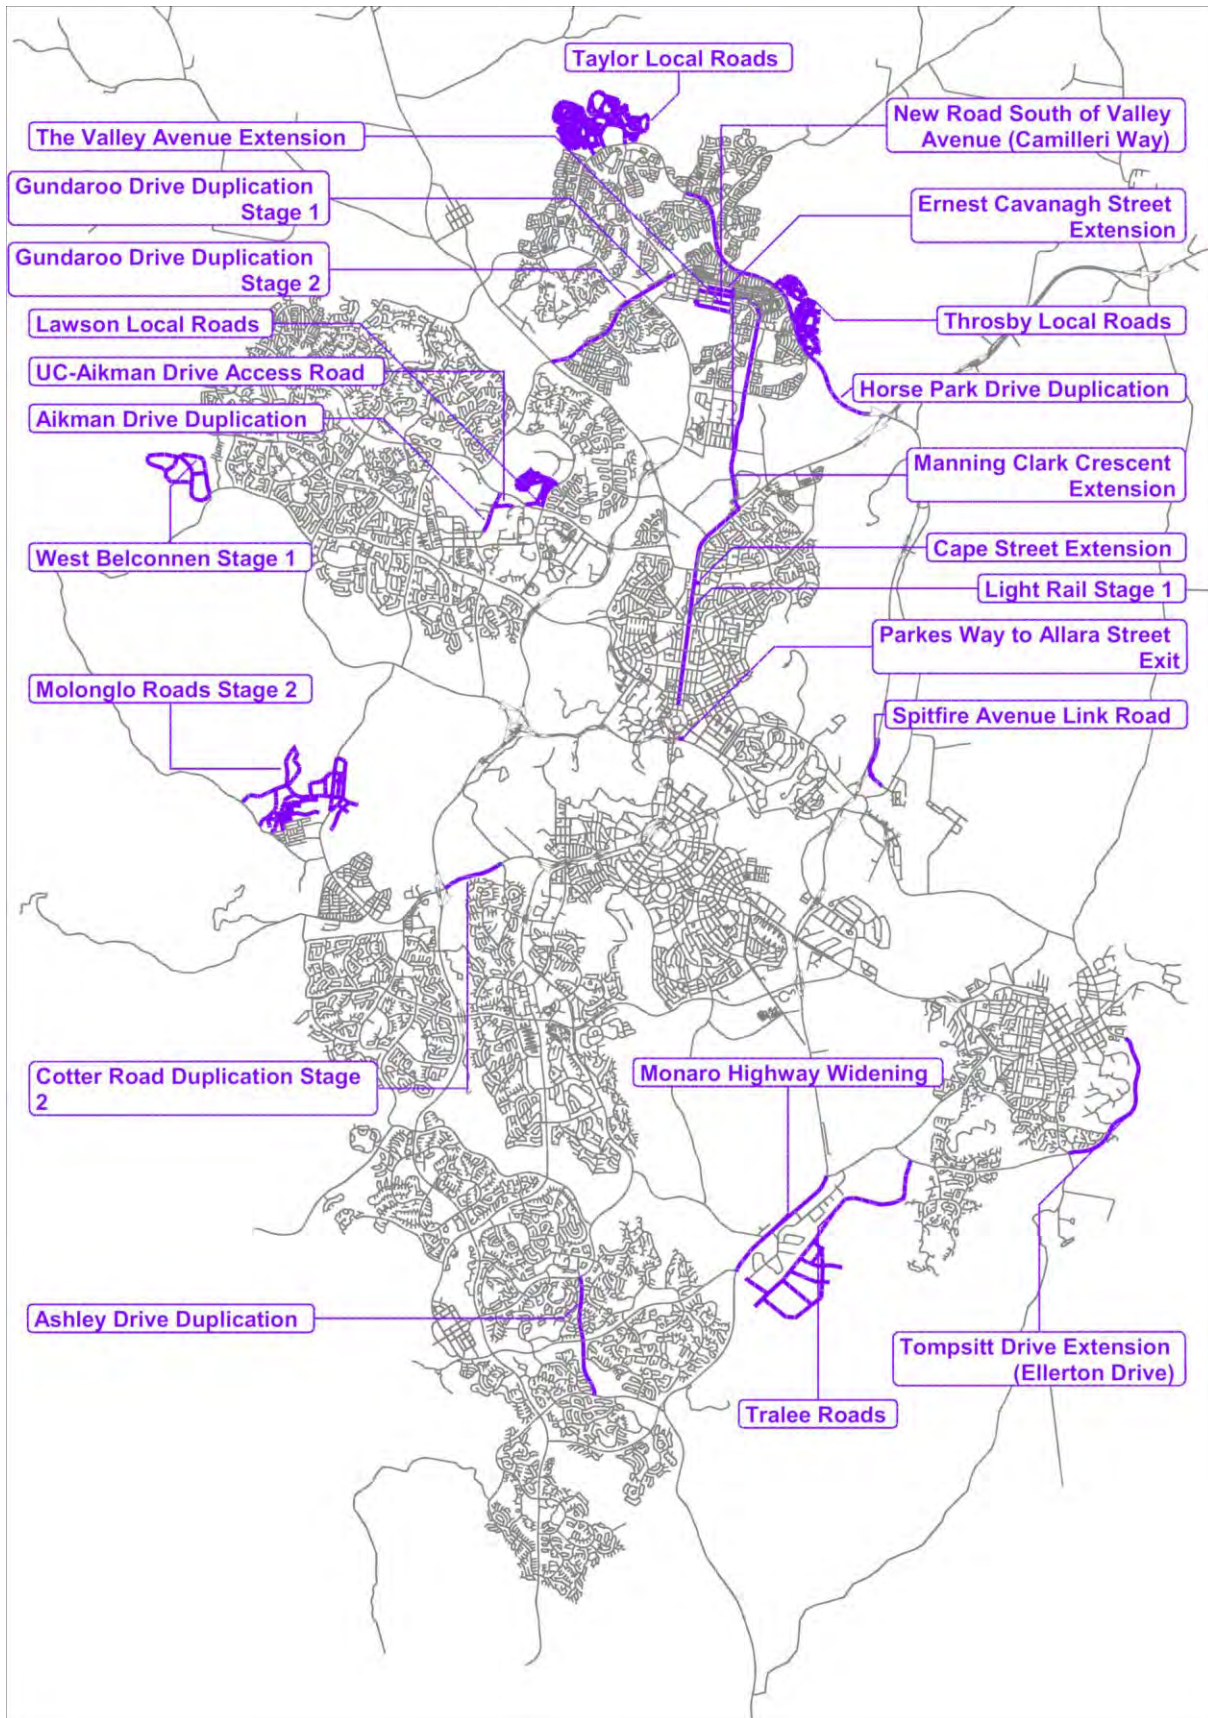 Taylor Local Roads
The Valley Avenue Extension
New Road South of Valley
Avenue (Camilleri Way)
Gundaroo Drive Duplication
Stage 1
Ernest Cavanagh Street
Extension
Gundaroo Drive Duplication
Stage 2
Lawson Local Roads
Throsby Local Roads
UC-Aikman Drive Access Road
Horse Park Drive Duplication
Aikman Drive Duplication
Manning Clark Crescent
Extension
West Belconnen Stage 1
Cape Street Extension
Light Rail Stage 1
Parkes Way to Allara Street
Exit
Molonglo Roads Stage 2
Spitfire Avenue Link Road
Cotter Road Duplication Stage
2
Monaro Highway Widening
Ashley Drive Duplication
Tompsitt Drive Extension
(Ellerton Drive)
Tralee Roads